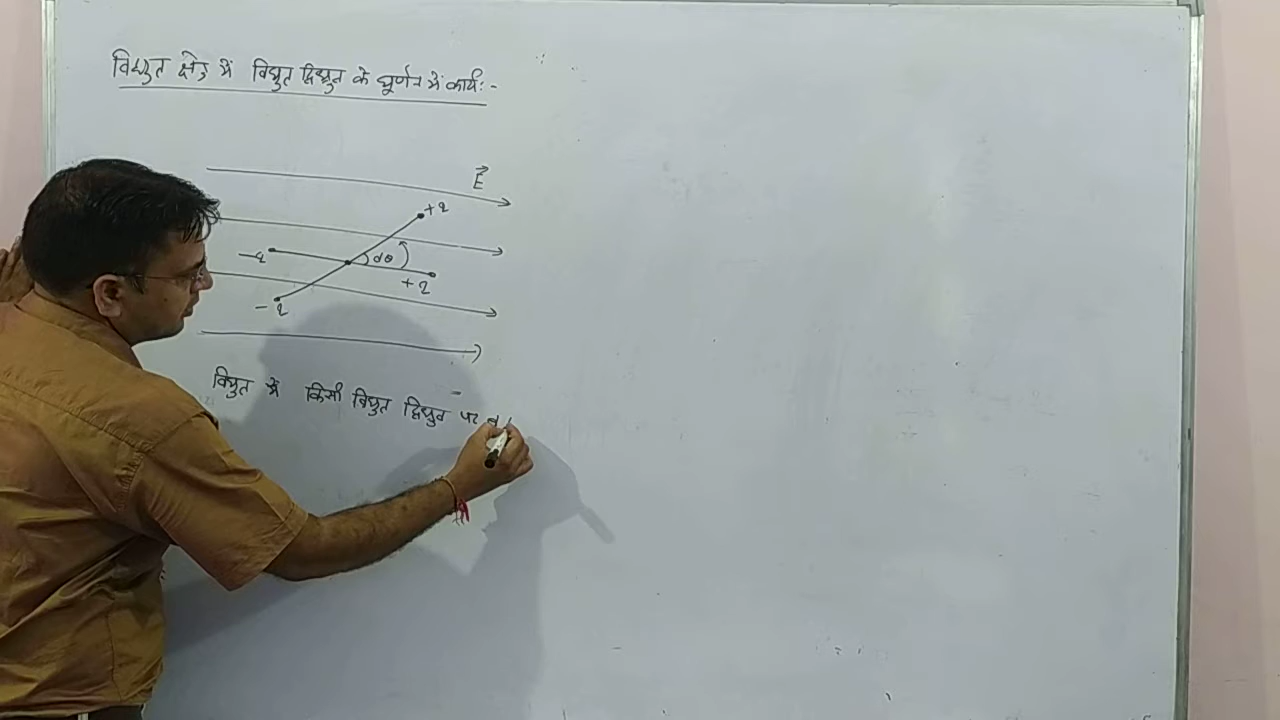 विद्युत क्षेत्र में विद्युत द्विध्रुव के घूर्णन में कार्य :-
E
+q
-q
dθ
+q
-q
विद्युत में किसी विद्युत द्विध्रुव पर